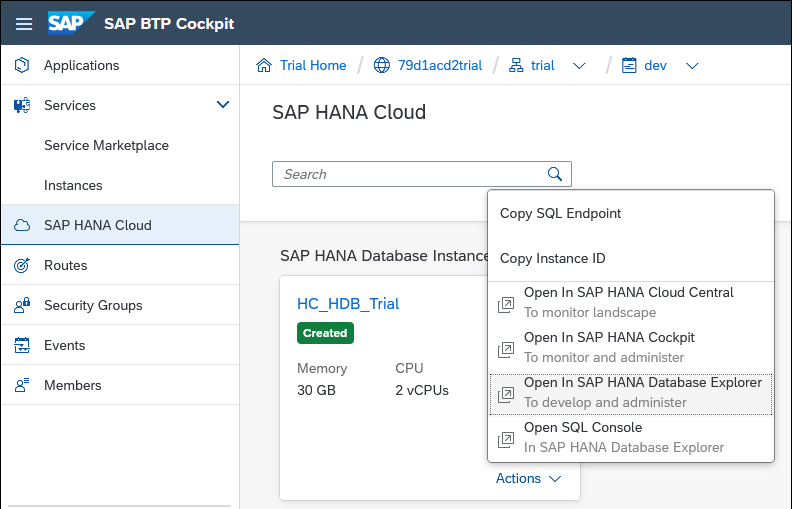 SAP SAP BTP Cockpit
Applications
Services
Service Marketplace
Instances
SAP HANA Cloud
Routes
Security Groups
Events
Members
Trial Home / 79d1acd2trial / trial / dev
SAP HANA Cloud
Search
SAP HANA Database Instance
HC_HDB_Trial
Created
Memory CPU
30 GB 2 vCPUs
Actions
Copy SQL Endpoint
Copy Instance ID
Open In SAP HANA Cloud Central
To monitor landscape
Open In SAP HANA Cockpit
To monitor and administer
Open In SAP HANA Database Explorer
To develop and administer
Open SQL Console
In SAP HANA Database Explorer